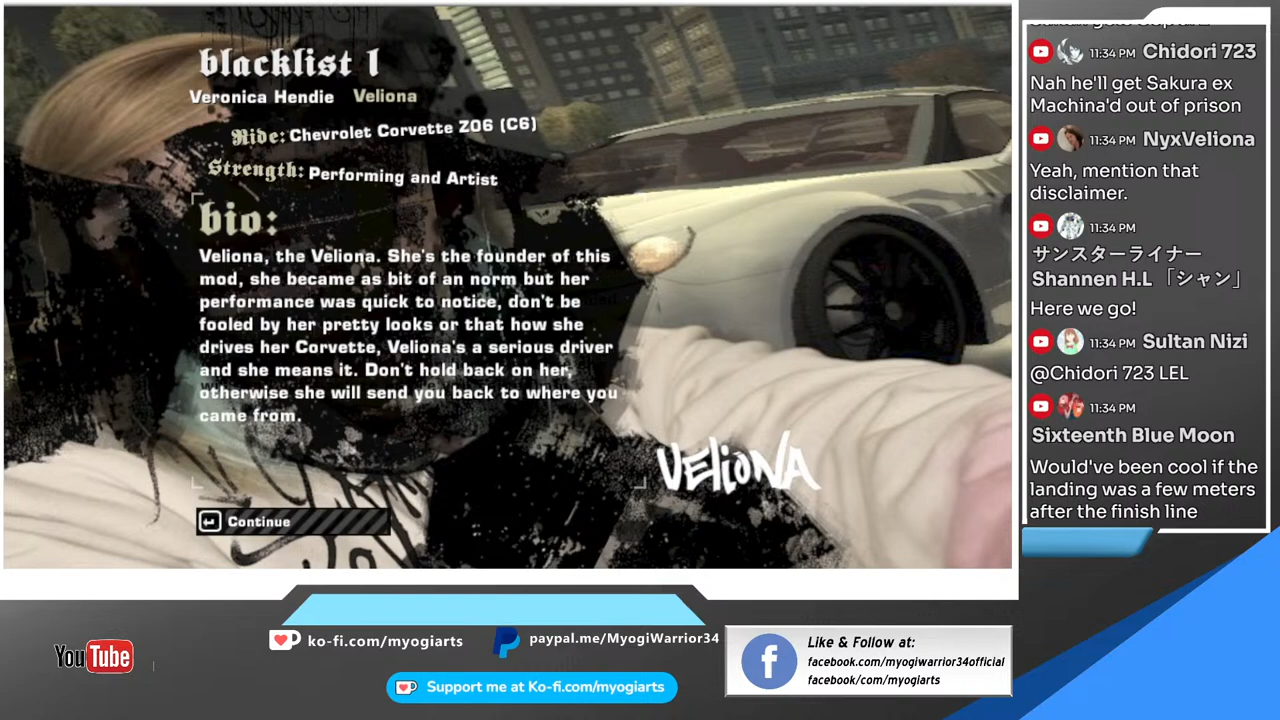 blacklist 1
Veronica Hendie Veliona
Ride: Chevrolet Corvette Z06 (C6)
Strength: Performing and Artist
bio:
Veliona, the Veliona. She's the founder of this
mod, she became as bit of an norm but her
performance was quick to notice, don't be
fooled by her pretty looks or that how she
drives her Corvette, Veliona's a serious driver
and she means it. Don't hold back on her,
otherwise she will send you back to where you
came from.
VELIONA
Continue
11:34 PM Chidori 723
Nah he'll get Sakura ex
Machina'd out of prison
11:34 PM NyxVeliona
Yeah, mention that
disclaimer.
11:34 PM
サンスターライナー
Shannen H.L「シャン」
Here we go!
11:34 PM Sultan Nizi
@Chidori 723 LEL
11:34 PM
Sixteenth Blue Moon
Would've been cool if the
landing was a few meters
after the finish line
YouTube
ko-fi.com/myogiarts
paypal.me/MyogiWarrior34
Support me at Ko-fi.com/myogiarts
Like & Follow at:
facebook.com/myogiwarrior34official
facebook/com/myogiarts